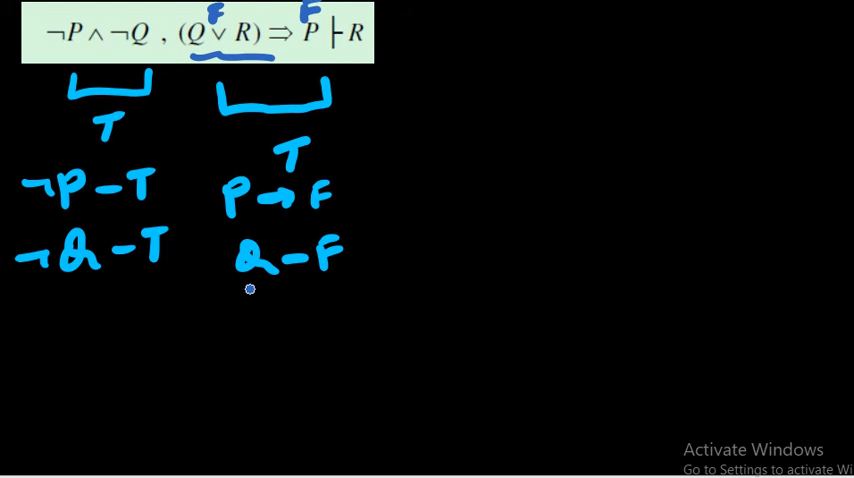 F F
¬P ∧ ¬Q , (Q ∨ R) ⇒ P ├ R
T T
¬P – T P → F
¬Q – T Q – F
Activate Windows
Go to Settings to activate Wi